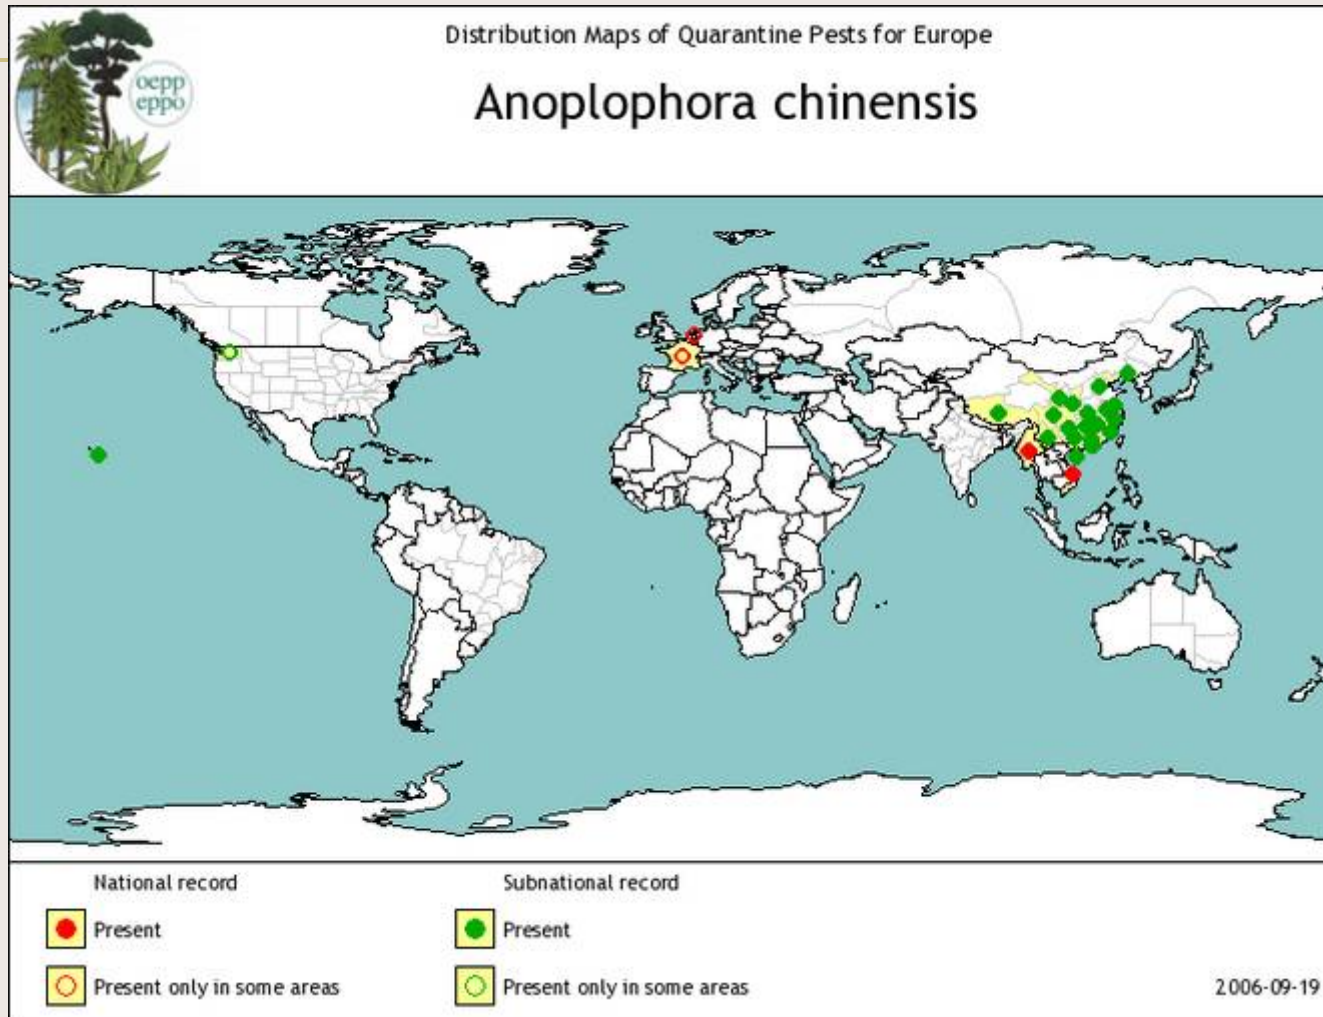 oepp
eppo
Distribution Maps of Quarantine Pests for Europe
Anoplophora chinensis
National record
Present
Present only in some areas
Subnational record
Present
Present only in some areas
2006-09-19